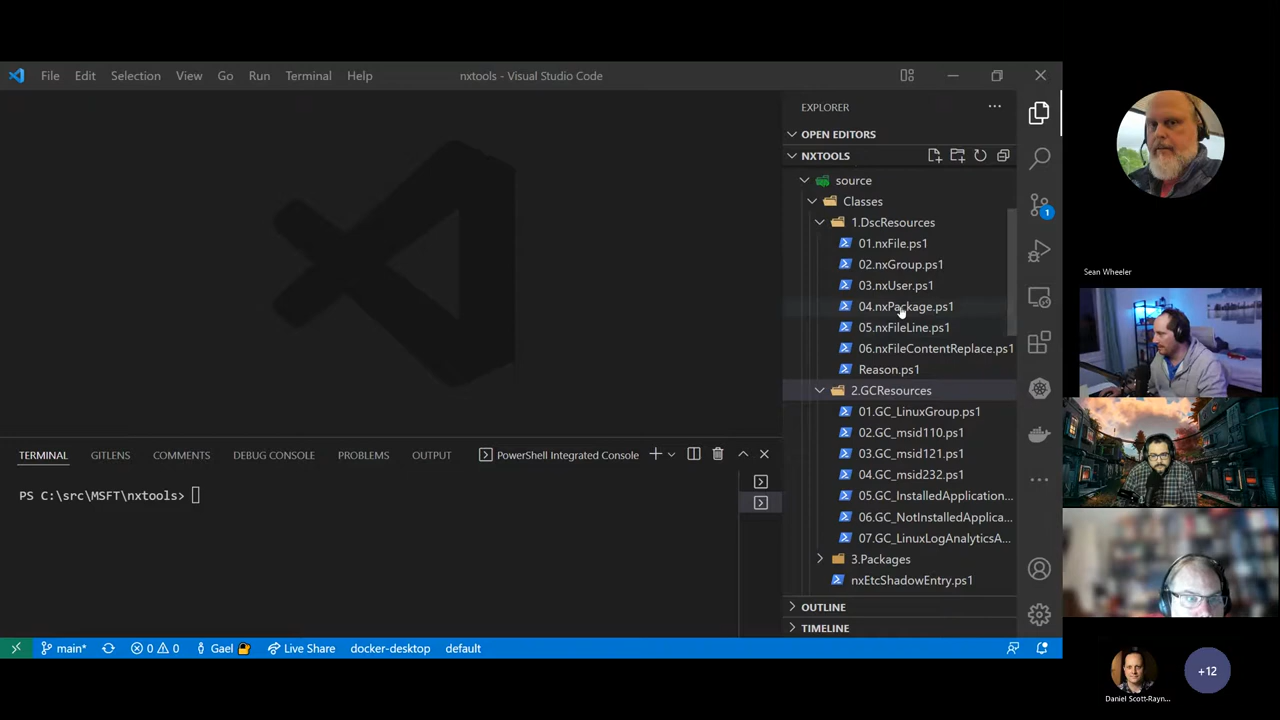 File Edit Selection View Go Run Terminal Help
nxtools - Visual Studio Code
EXPLORER
OPEN EDITORS
NXTOOLS
source
Classes
1.DscResources
01.nxFile.ps1
02.nxGroup.ps1
03.nxUser.ps1
04.nxPackage.ps1
05.nxFileLine.ps1
06.nxFileContentReplace.ps1
Reason.ps1
2.GCResources
01.GC_LinuxGroup.ps1
02.GC_msid110.ps1
03.GC_msid121.ps1
04.GC_msid232.ps1
05.GC_InstalledApplication...
06.GC_NotInstalledApplica...
07.GC_LinuxLogAnalyticsA...
3.Packages
nxEtcShadowEntry.ps1
OUTLINE
TIMELINE
1
TERMINAL GITLENS COMMENTS DEBUG CONSOLE PROBLEMS OUTPUT
PowerShell Integrated Console
PS C:\src\MSFT\nxtools>
main* 0 0 Gael Live Share docker-desktop default
Sean Wheeler
Daniel Scott-Rayn...
+12